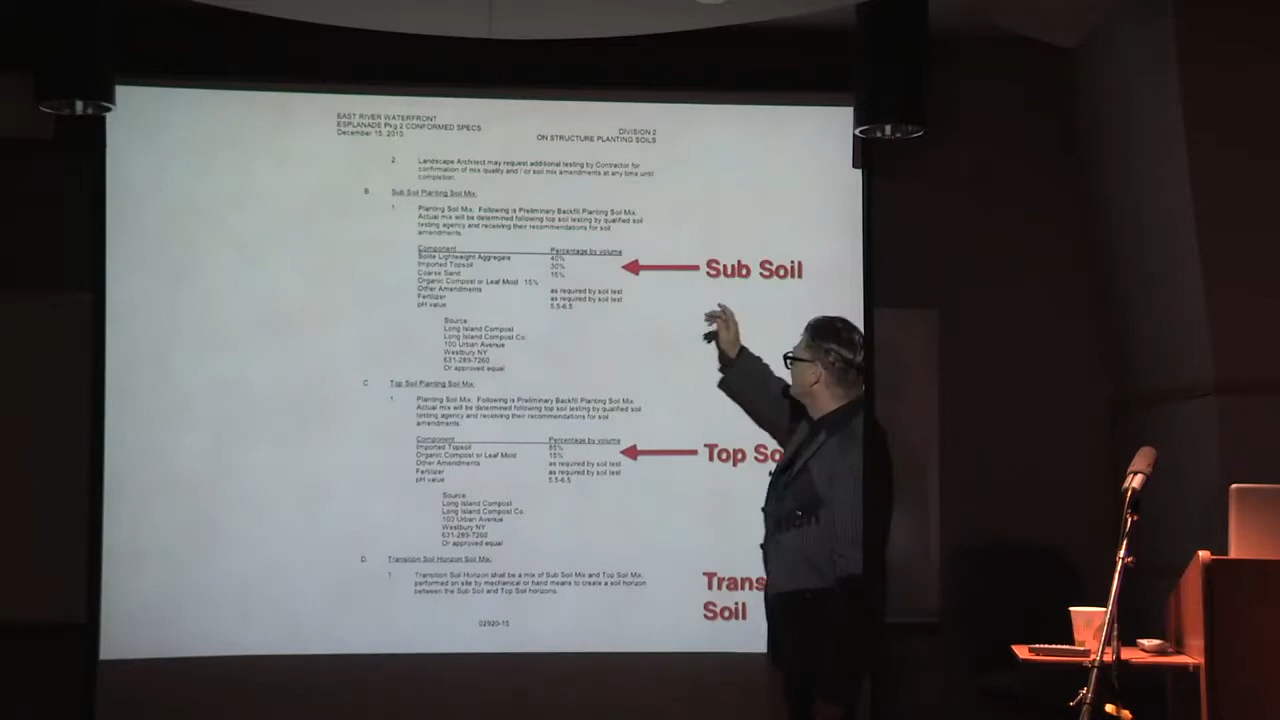 EAST RIVER WATERFRONT
ESPLANADE Pkg 2 CONFORMED SPECS
December 15, 2010
DIVISION 2
ON STRUCTURE PLANTING SOILS
2. Landscape Architect may request additional testing by Contractor for
confirmation of mix quality and / or soil mix amendments at any time until
completion.
B Sub Soil Planting Soil Mix:
1 Planting Soil Mix. Following is Preliminary Backfill Planting Soil Mix.
Actual mix will be determined following top soil testing by qualified soil
testing agency and receiving their recommendations for soil
amendments.
Component Percentage by volume
Solite Lightweight Aggregate 40%
Imported Topsoil 30%
Coarse Sand 15%
Organic Compost or Leaf Mold 15%
Other Amendments as required by soil test
Fertilizer as required by soil test
pH value 5.5-6.5
Sub Soil
Source:
Long Island Compost
Long Island Compost Co.
100 Urban Avenue
Westbury NY
631-289-7260
Or approved equal
C Top Soil Planting Soil Mix:
1. Planting Soil Mix. Following is Preliminary Backfill Planting Soil Mix.
Actual mix will be determined following top soil testing by qualified soil
testing agency and receiving their recommendations for soil
amendments.
Component Percentage by volume
Imported Topsoil 85%
Organic Compost or Leaf Mold 15%
Other Amendments as required by soil test
Fertilizer as required by soil test
pH value 5.5-6.5
Top So
Source:
Long Island Compost
Long Island Compost Co.
100 Urban Avenue
Westbury NY
631-289-7260
Or approved equal
D. Transition Soil Horizon Soil Mix:
1. Transition Soil Horizon shall be a mix of Sub Soil Mix and Top Soil Mix,
performed on site by mechanical or hand means to create a soil horizon
between the Sub Soil and Top Soil horizons.
Trans
Soil
02920-15